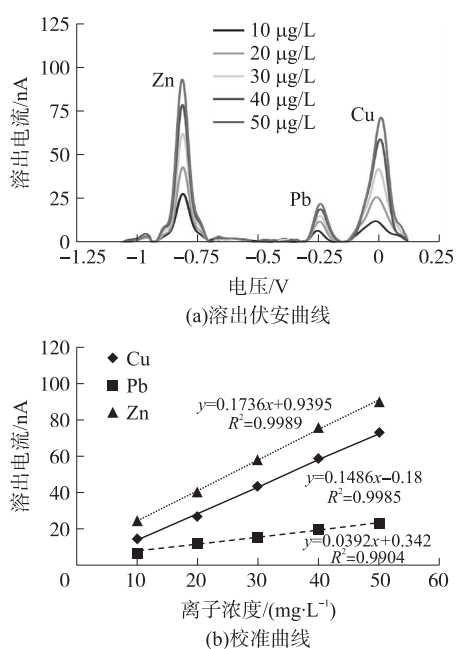 125
100
75
50
25
0
溶出电流/nA
Zn
Pb
Cu
10 μg/L
20 μg/L
30 μg/L
40 μg/L
50 μg/L
−1.25
−0.75
−0.25
0
0.25
电压/V
(a)溶出伏安曲线
120
100
80
60
40
20
0
溶出电流/nA
Cu
Pb
Zn
y=0.1736x+0.9395
R²=0.9989
y=0.1486x−0.18
R²=0.9985
y=0.0392x+0.342
R²=0.9904
10
20
30
40
50
60
离子浓度/(mg·L⁻¹)
(b)校准曲线